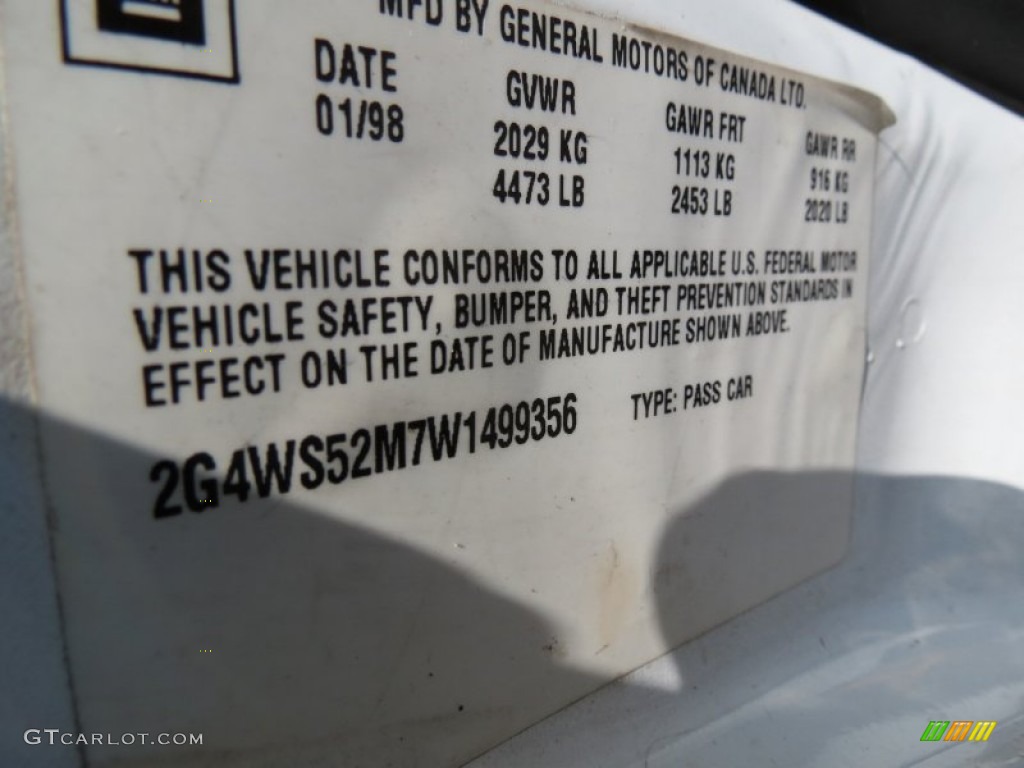 MFD BY GENERAL MOTORS OF CANADA LTD.
DATE GVWR GAWR FRT GAWR RR
01/98 2029 KG 1113 KG 916 KG
4473 LB 2453 LB 2020 LB
THIS VEHICLE CONFORMS TO ALL APPLICABLE U.S. FEDERAL MOTOR
VEHICLE SAFETY, BUMPER, AND THEFT PREVENTION STANDARDS IN
EFFECT ON THE DATE OF MANUFACTURE SHOWN ABOVE.
2G4WS52M7W1499356 TYPE: PASS CAR
GTCARLOT.COM